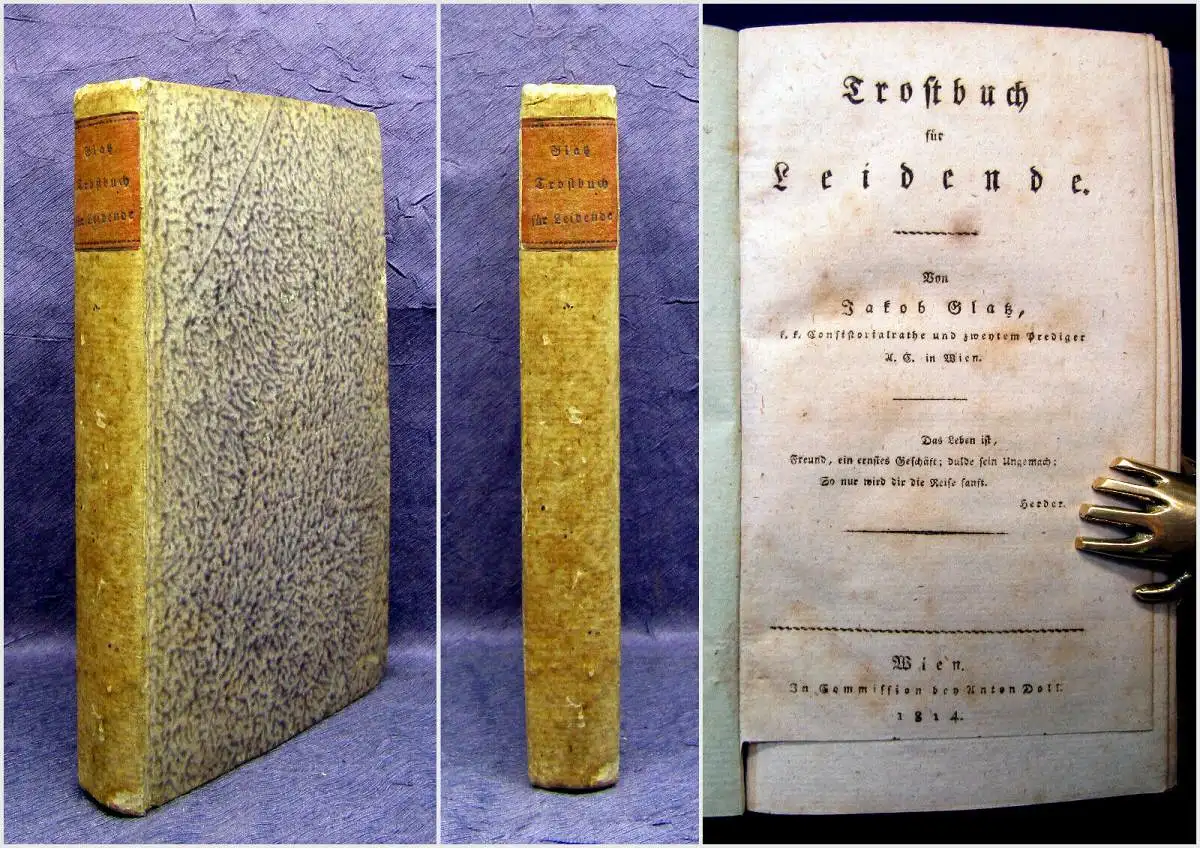 Glatz
Trostbuch
für Leidende
Glatz
Trostbuch
für Leidende
Trostbuch
für
Leidende.
Von
Jakob Glatz,
k. k. Consistorialrathe und zweytem Prediger
A. C. in Wien.
Das Leben ist,
Freund, ein ernstes Geschäft; dulde sein Ungemach;
So nur wird dir die Reise sanft.
Herder.
Wien.
In Commission bey Anton Doll.
1814.